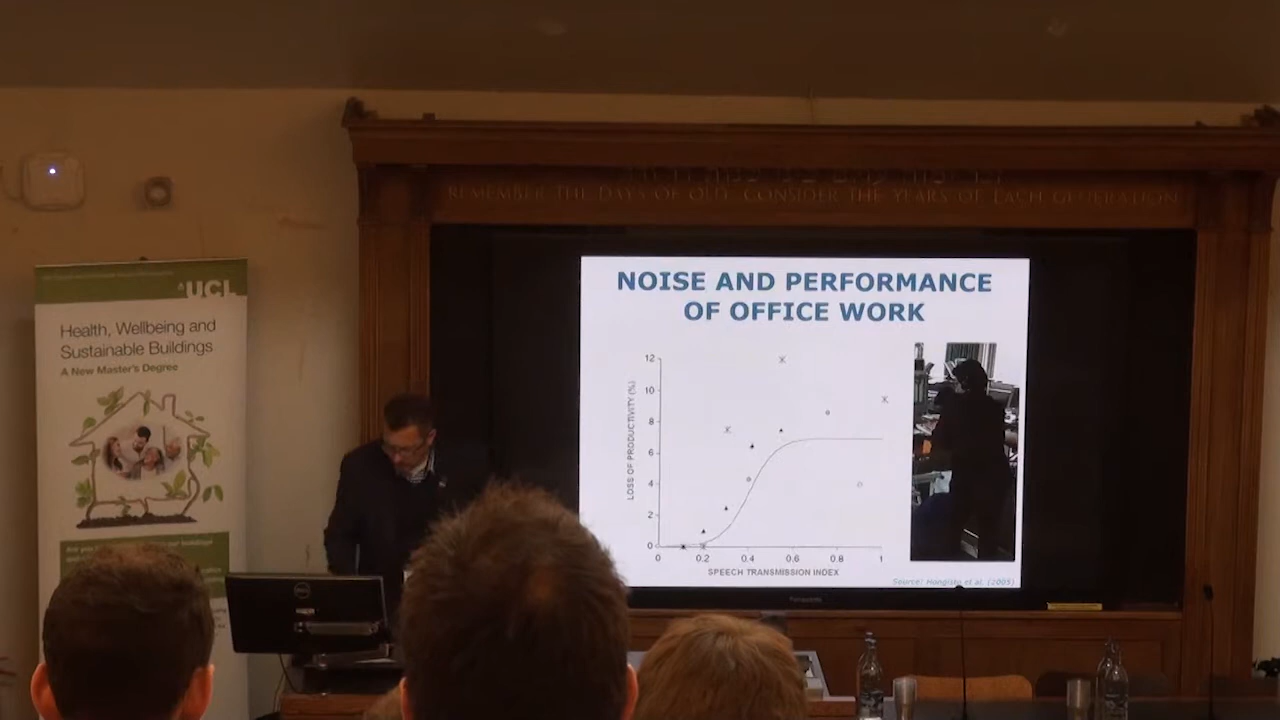 REMEMBER THE DAYS OF OLD CONSIDER THE YEARS OF EACH GENERATION
UCL
Health, Wellbeing and
Sustainable Buildings
A New Master's Degree
NOISE AND PERFORMANCE
OF OFFICE WORK
LOSS OF PRODUCTIVITY (%)
12
10
8
6
4
2
0
0 0.2 0.4 0.6 0.8 1
SPEECH TRANSMISSION INDEX
Source: Hongisto et al. (2005)
Panasonic
DELL